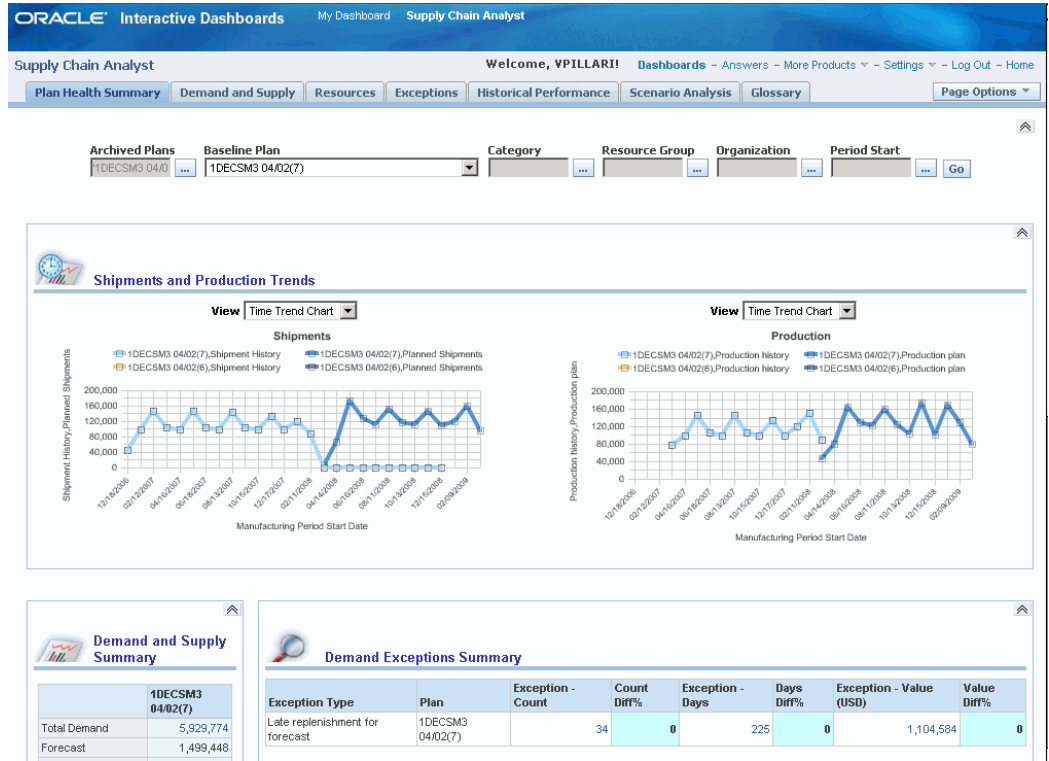 ORACLE Interactive Dashboards My Dashboard Supply Chain Analyst
Supply Chain Analyst Welcome, VPILLARI! Dashboards - Answers - More Products - Settings - Log Out - Home
Plan Health Summary Demand and Supply Resources Exceptions Historical Performance Scenario Analysis Glossary Page Options
Archived Plans Baseline Plan Category Resource Group Organization Period Start
'1DECSM3 04/0 ... 1DECSM3 04/02(7) ... ... ... ... Go
Shipments and Production Trends
View Time Trend Chart
Shipments
1DECSM3 04/02(7),Shipment History 1DECSM3 04/02(7),Planned Shipments
1DECSM3 04/02(6),Shipment History 1DECSM3 04/02(6),Planned Shipments
Shipment History,Planned Shipments
200,000
160,000
120,000
80,000
40,000
0
12/18/2006 02/12/2007 04/16/2007 06/18/2007 08/13/2007 10/15/2007 12/17/2007 02/11/2008 04/14/2008 06/16/2008 08/11/2008 10/13/2008 12/15/2008 02/09/2009
Manufacturing Period Start Date
View Time Trend Chart
Production
1DECSM3 04/02(7),Production history 1DECSM3 04/02(7),Production plan
1DECSM3 04/02(6),Production history 1DECSM3 04/02(6),Production plan
Production history,Production plan
200,000
160,000
120,000
80,000
40,000
0
12/18/2006 02/12/2007 04/16/2007 06/18/2007 08/13/2007 10/15/2007 12/17/2007 02/11/2008 04/14/2008 06/16/2008 08/11/2008 10/13/2008 12/15/2008 02/09/2009
Manufacturing Period Start Date
Demand and Supply
Summary
1DECSM3
04/02(7)
Total Demand 5,929,774
Forecast 1,499,448
Demand Exceptions Summary
Exception Type Plan Exception - Count Count Diff% Exception - Days Days Diff% Exception - Value (USD) Value Diff%
Late replenishment for forecast 1DECSM3 04/02(7) 34 0 225 0 1,104,584 0